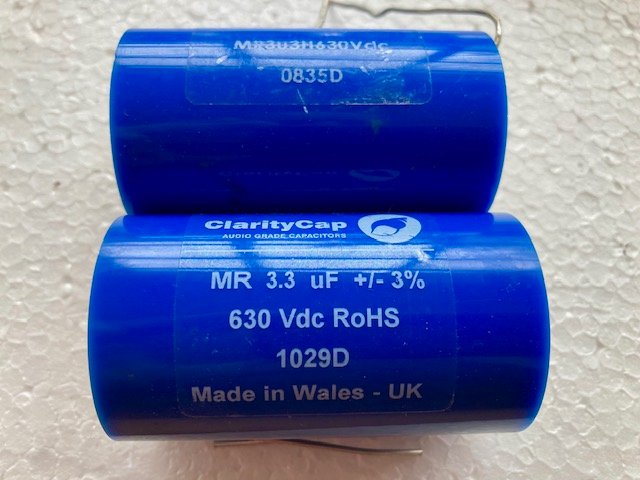 MR3u3H630Vdc
0835D
ClarityCap
AUDIO GRADE CAPACITORS
MR 3.3 uF +/- 3%
630 Vdc RoHS
1029D
Made in Wales - UK